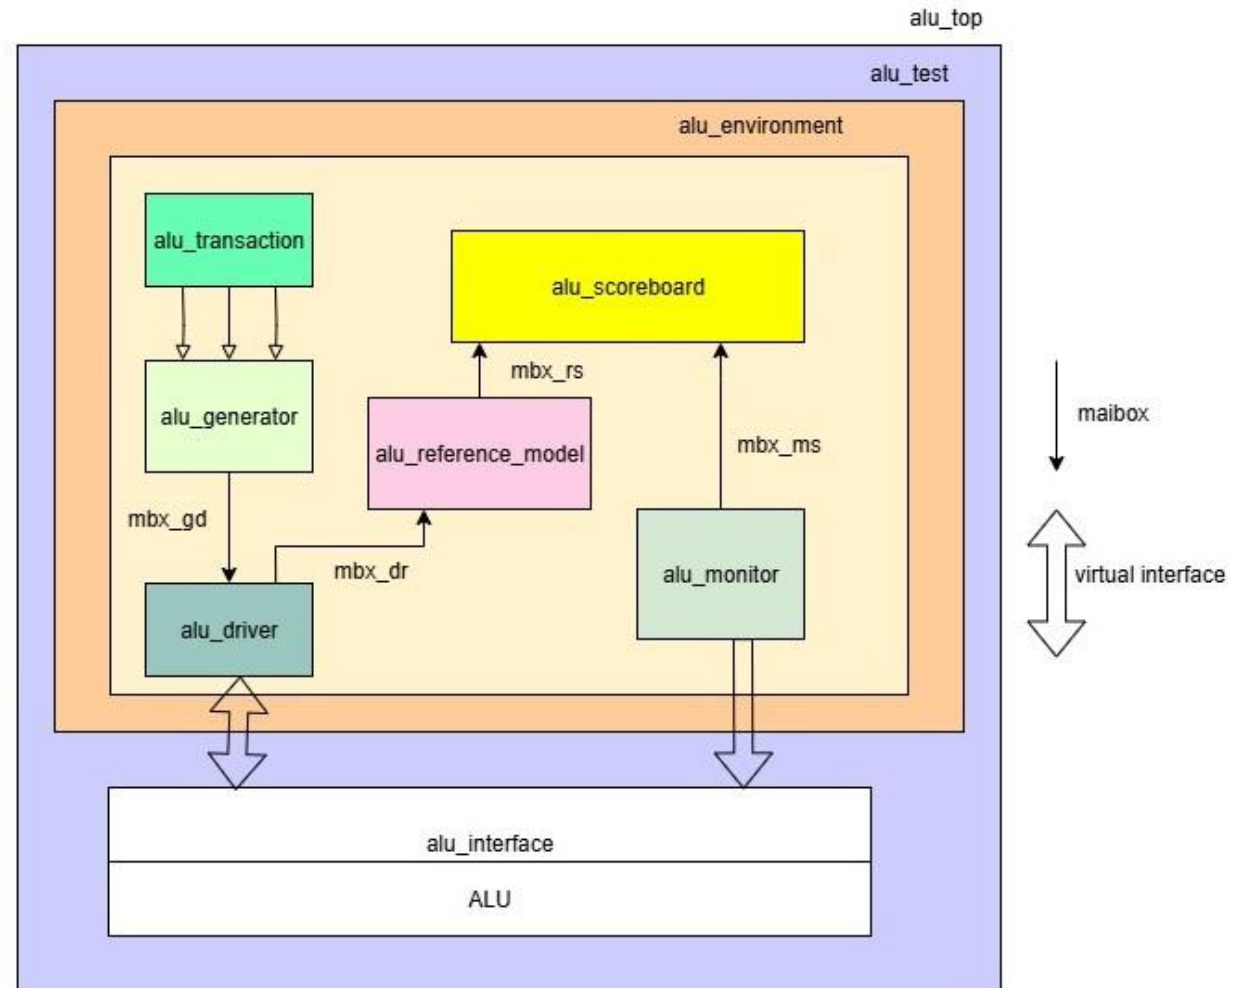 alu_top
alu_test
alu_environment
alu_transaction
alu_scoreboard
mbx_rs
alu_generator
maibox
alu_reference_model
mbx_ms
mbx_gd
mbx_dr
alu_monitor
virtual interface
alu_driver
alu_interface
ALU